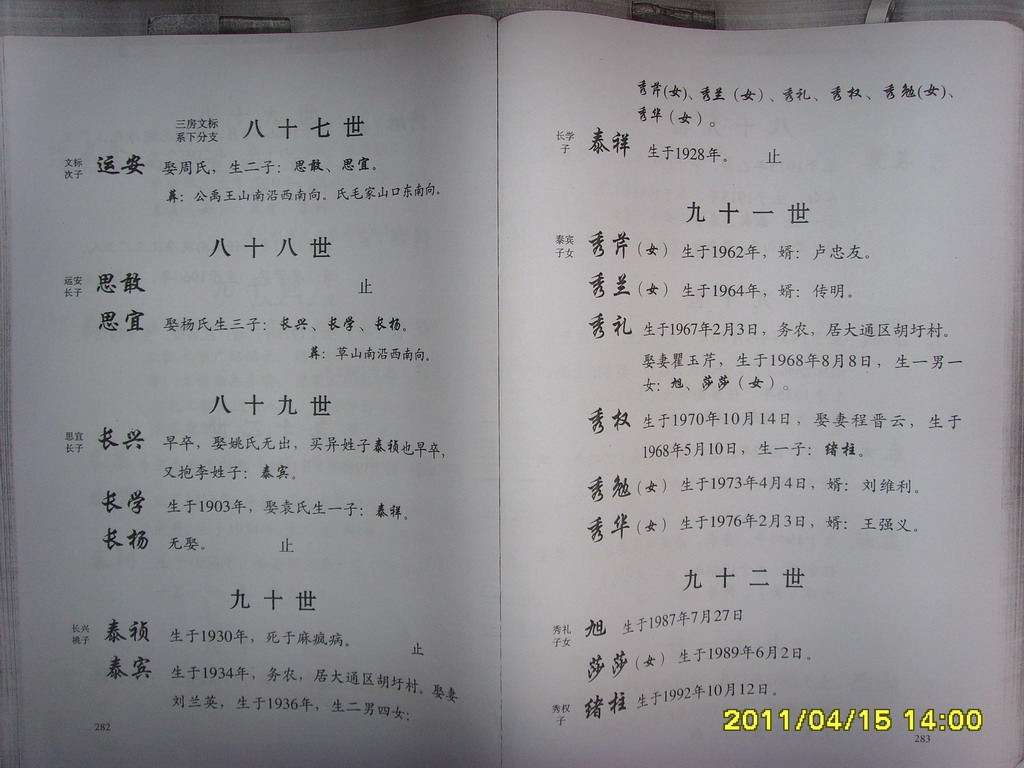 三房文标
系下分支
八十七世
文标
次子
运安 娶周氏，生二子：思敢、思宜。
葬：公禹王山南沿西南向。氏毛家山口东南向。
八十八世
运安
长子
思敢 止
思宜 娶杨氏生三子：长兴、长学、长杨。
葬：草山南沿西南向。
八十九世
思宜
长子
长兴 早卒，娶姚氏无出，买异姓子泰祯也早卒，
又抱李姓子：泰宾。
长学 生于1903年，娶袁氏生一子：泰祥。
长杨 无娶。 止
九十世
长兴
祧子
泰祯 生于1930年，死于麻疯病。 止
泰宾 生于1934年，务农，居大通区胡圩村。娶妻
刘兰英，生于1936年，生二男四女：
282
秀芹(女)、秀兰（女）、秀礼、秀权、秀勉(女)、
秀华（女）。
长学
子
泰祥 生于1928年。 止
九十一世
泰宾
子女
秀芹（女） 生于1962年，婿：卢忠友。
秀兰（女） 生于1964年，婿：传明。
秀礼 生于1967年2月3日，务农，居大通区胡圩村。
娶妻瞿玉芹，生于1968年8月8日，生一男一
女：旭、莎莎（女）。
秀权 生于1970年10月14日，娶妻程晋云，生于
1968年5月10日，生一子：绪柱。
秀勉（女） 生于1973年4月4日，婿：刘维利。
秀华（女） 生于1976年2月3日，婿：王强义。
九十二世
秀礼
子女
旭 生于1987年7月27日
莎莎（女） 生于1989年6月2日。
秀权
子
绪柱 生于1992年10月12日。
283
2011/04/15 14:00